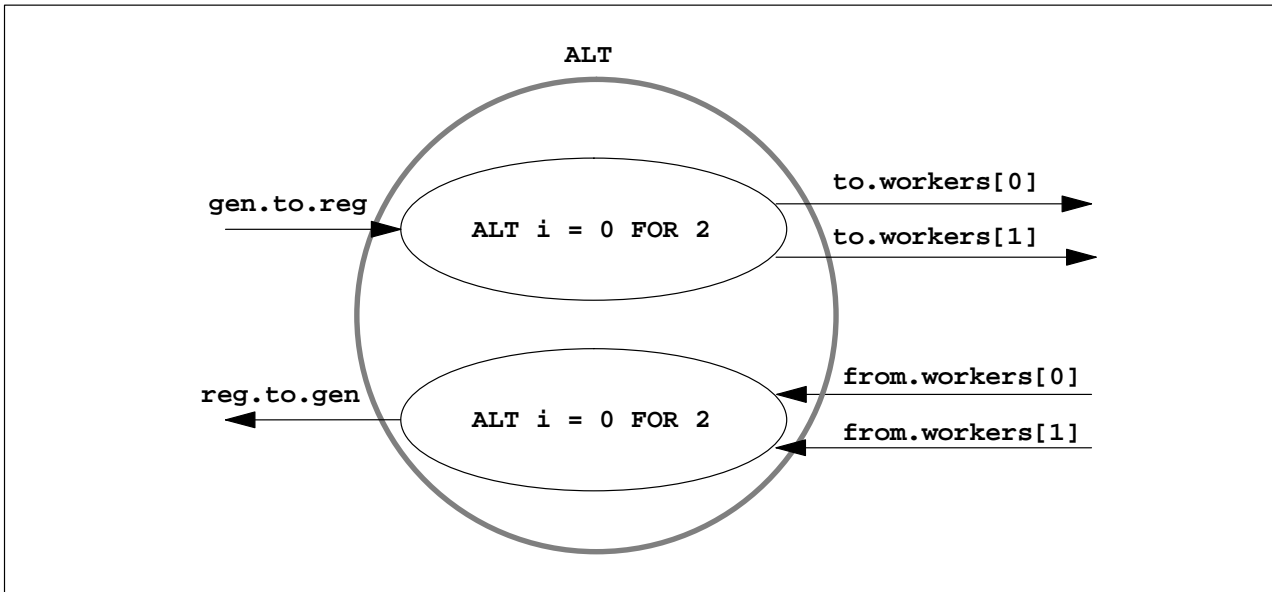 ALT
gen.to.reg
ALT i = 0 FOR 2
to.workers[0]
to.workers[1]
reg.to.gen
ALT i = 0 FOR 2
from.workers[0]
from.workers[1]